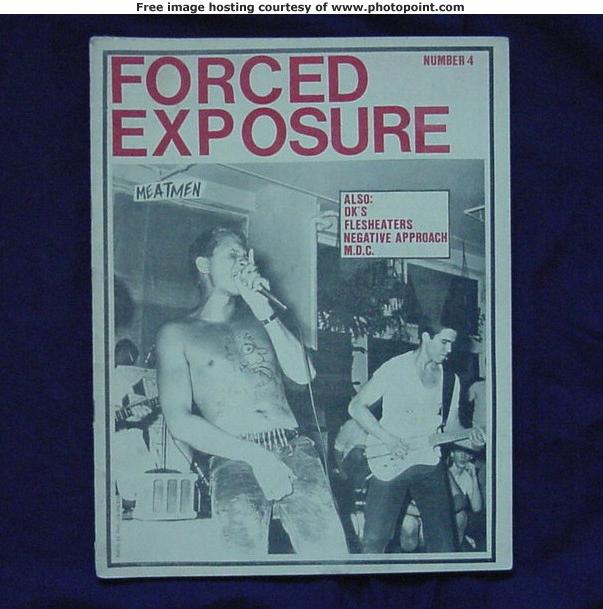 Free image hosting courtesy of www.photopoint.com
FORCED
EXPOSURE
NUMBER 4
MEATMEN
ALSO:
DK'S
FLESHEATERS
NEGATIVE APPROACH
M.D.C.